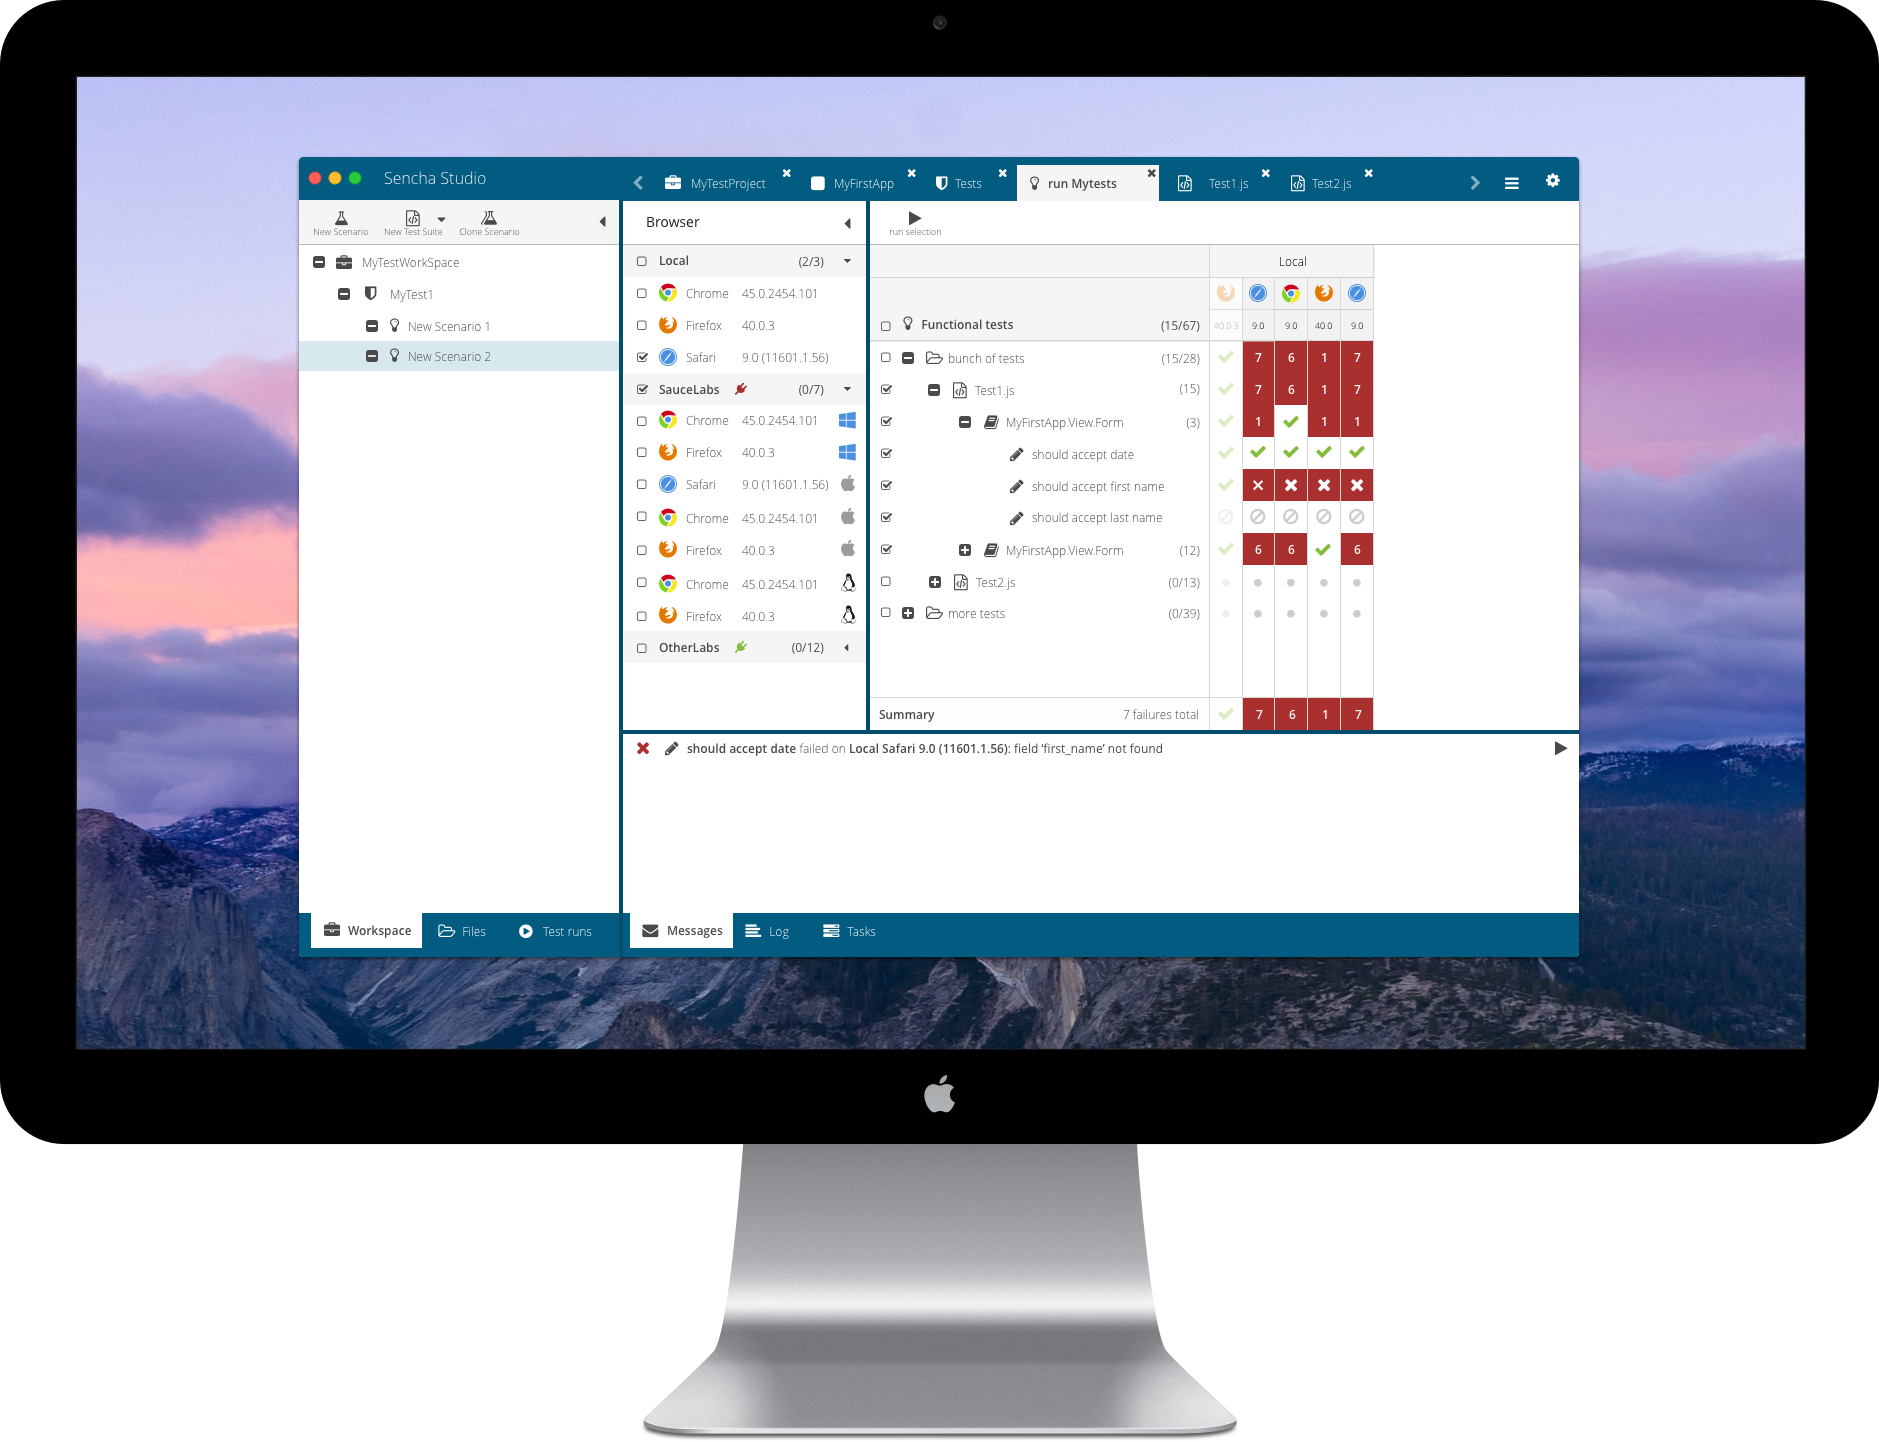 Sencha Studio
MyTestProject
MyFirstApp
Tests
run Mytests
Test1.js
Test2.js
New Scenario
New Test Suite
Clone Scenario
MyTestWorkSpace
MyTest1
New Scenario 1
New Scenario 2
Browser
Local (2/3)
Chrome 45.0.2454.101
Firefox 40.0.3
Safari 9.0 (11601.1.56)
SauceLabs (0/7)
Chrome 45.0.2454.101
Firefox 40.0.3
Safari 9.0 (11601.1.56)
Chrome 45.0.2454.101
Firefox 40.0.3
Chrome 45.0.2454.101
Firefox 40.0.3
OtherLabs (0/12)
run selection
Local
Functional tests (15/67) 40.0.3 9.0 9.0 40.0 9.0
bunch of tests (15/28) 7 6 1 7
Test1.js (15) 7 6 1 7
MyFirstApp.View.Form (3) 1 1 1
should accept date
should accept first name
should accept last name
MyFirstApp.View.Form (12) 6 6 6
Test2.js (0/13)
more tests (0/39)
Summary 7 failures total 7 6 1 7
should accept date failed on Local Safari 9.0 (11601.1.56): field ‘first_name’ not found
Workspace
Files
Test runs
Messages
Log
Tasks